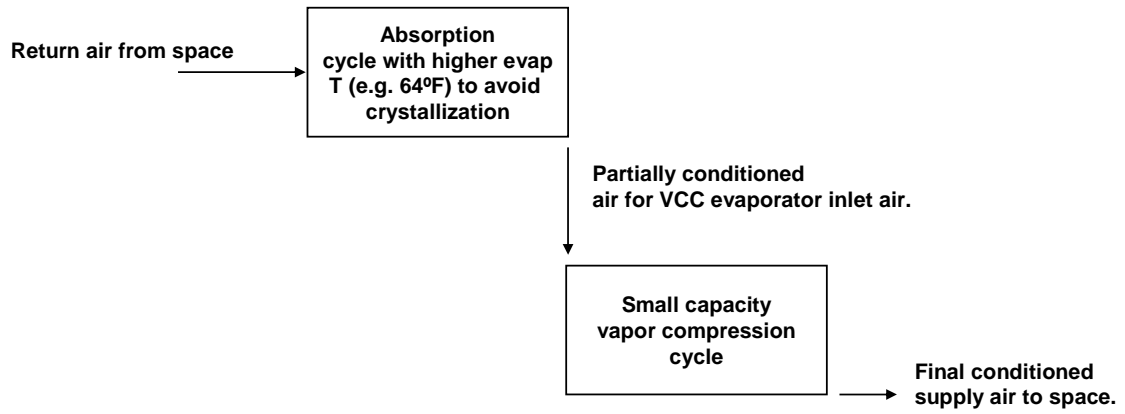 Return air from space
Absorption
cycle with higher evap
T (e.g. 64ºF) to avoid
crystallization
Partially conditioned
air for VCC evaporator inlet air.
Small capacity
vapor compression
cycle
Final conditioned
supply air to space.